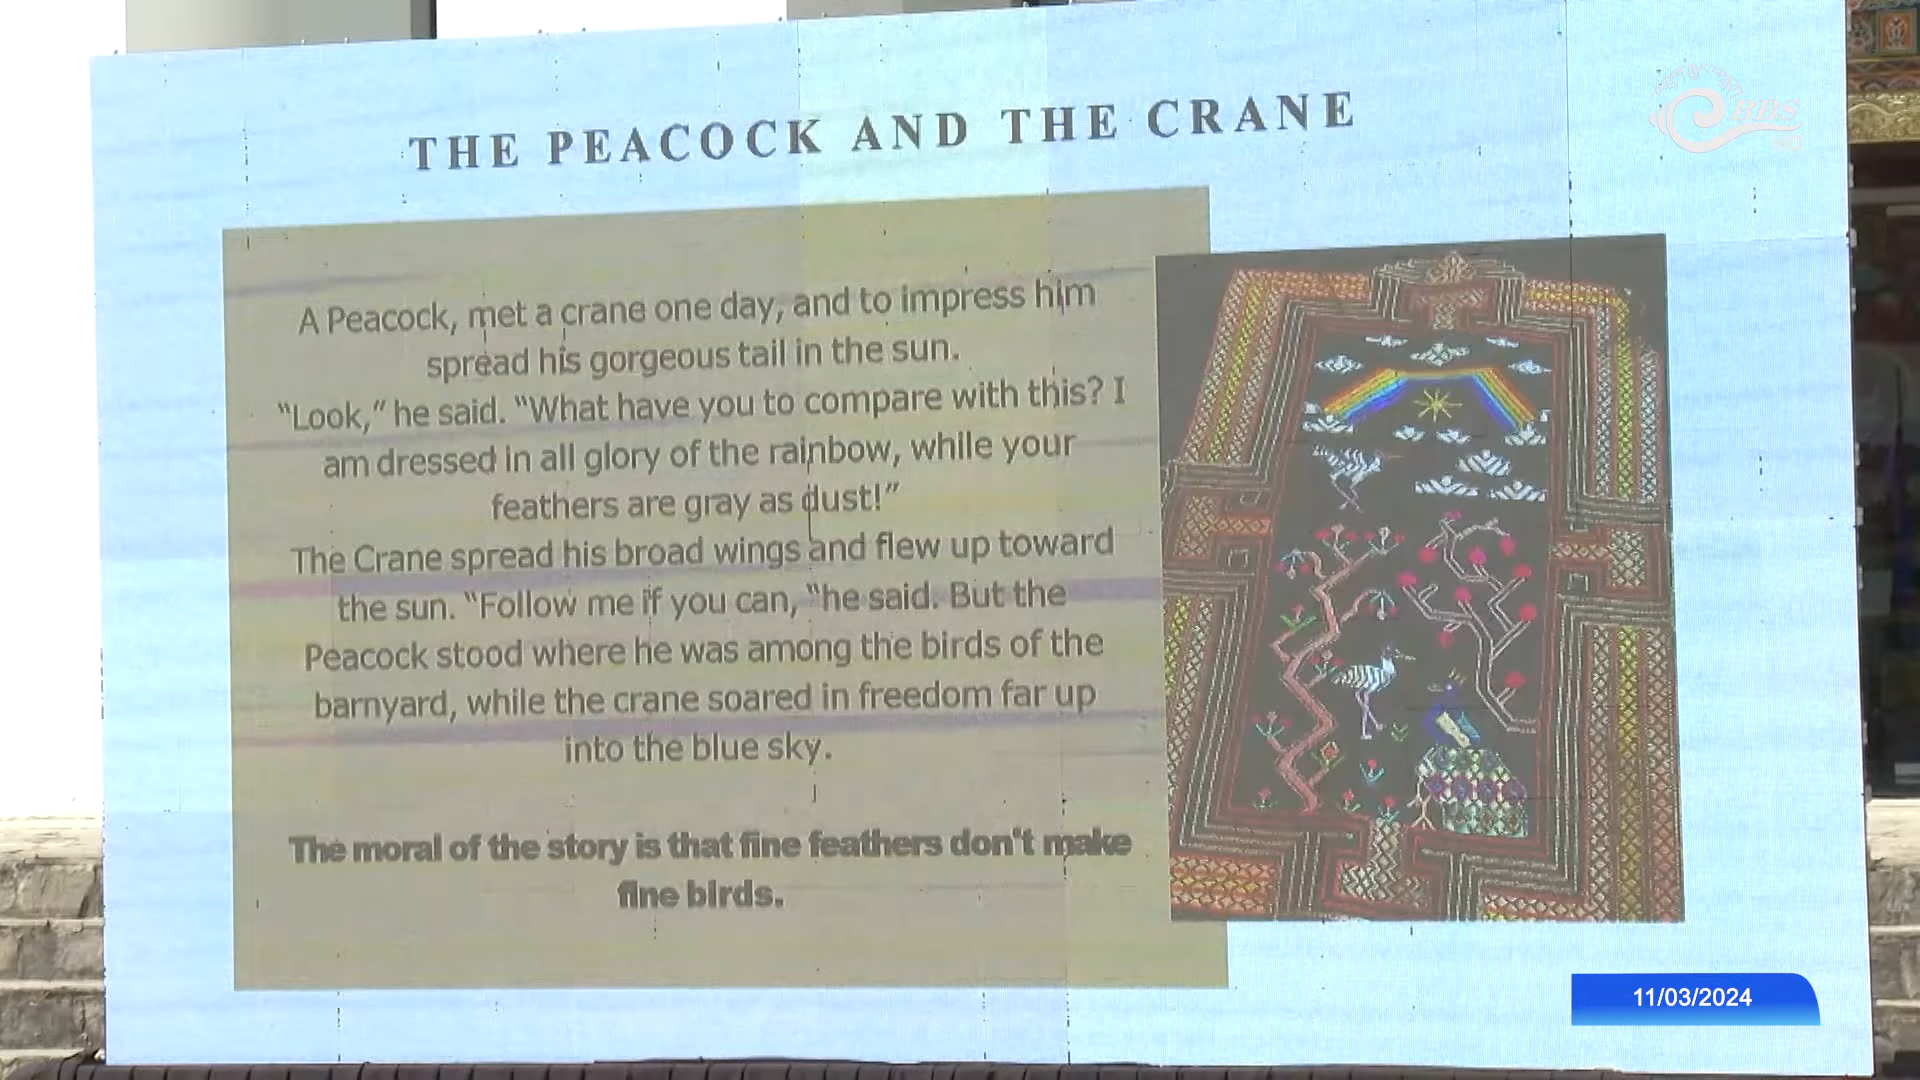 THE PEACOCK AND THE CRANE
BBS
A Peacock, met a crane one day, and to impress him
spread his gorgeous tail in the sun.
“Look,” he said. “What have you to compare with this? I
am dressed in all glory of the rainbow, while your
feathers are gray as dust!”
The Crane spread his broad wings and flew up toward
the sun. “Follow me if you can, “he said. But the
Peacock stood where he was among the birds of the
barnyard, while the crane soared in freedom far up
into the blue sky.
The moral of the story is that fine feathers don't make
fine birds.
11/03/2024